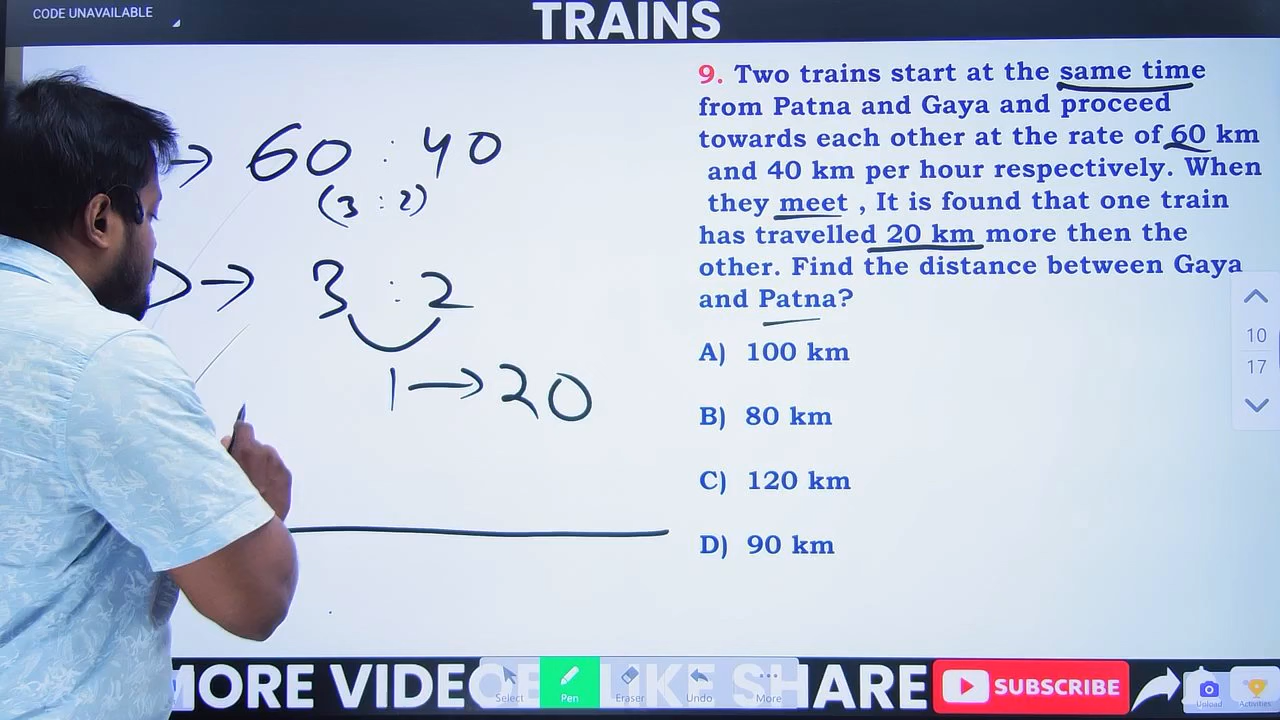 CODE UNAVAILABLE
TRAINS
→ 60 : 40
(3 : 2)
D → 3 : 2
1 → 20
9. Two trains start at the same time
from Patna and Gaya and proceed
towards each other at the rate of 60 km
and 40 km per hour respectively. When
they meet , It is found that one train
has travelled 20 km more then the
other. Find the distance between Gaya
and Patna?
A) 100 km
B) 80 km
C) 120 km
D) 90 km
10
17
MORE VIDEOS LIKE SHARE
SUBSCRIBE
Select
Pen
Eraser
Undo
More
Upload
Activities